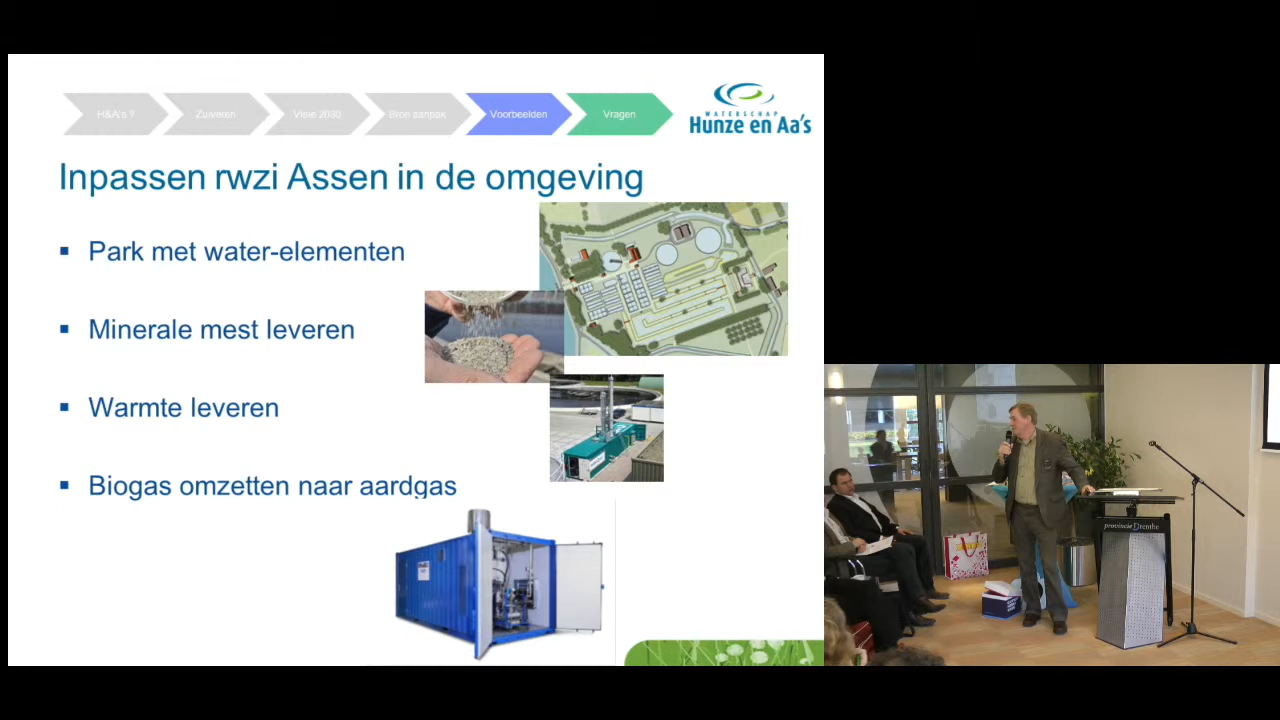 H&A's ?
Zuiveren
Visie 2030
Bron aanpak
Voorbeelden
Vragen
WATERSCHAP
Hunze en Aa's
Inpassen rwzi Assen in de omgeving
▪ Park met water-elementen
▪ Minerale mest leveren
▪ Warmte leveren
▪ Biogas omzetten naar aardgas
provincie Drenthe